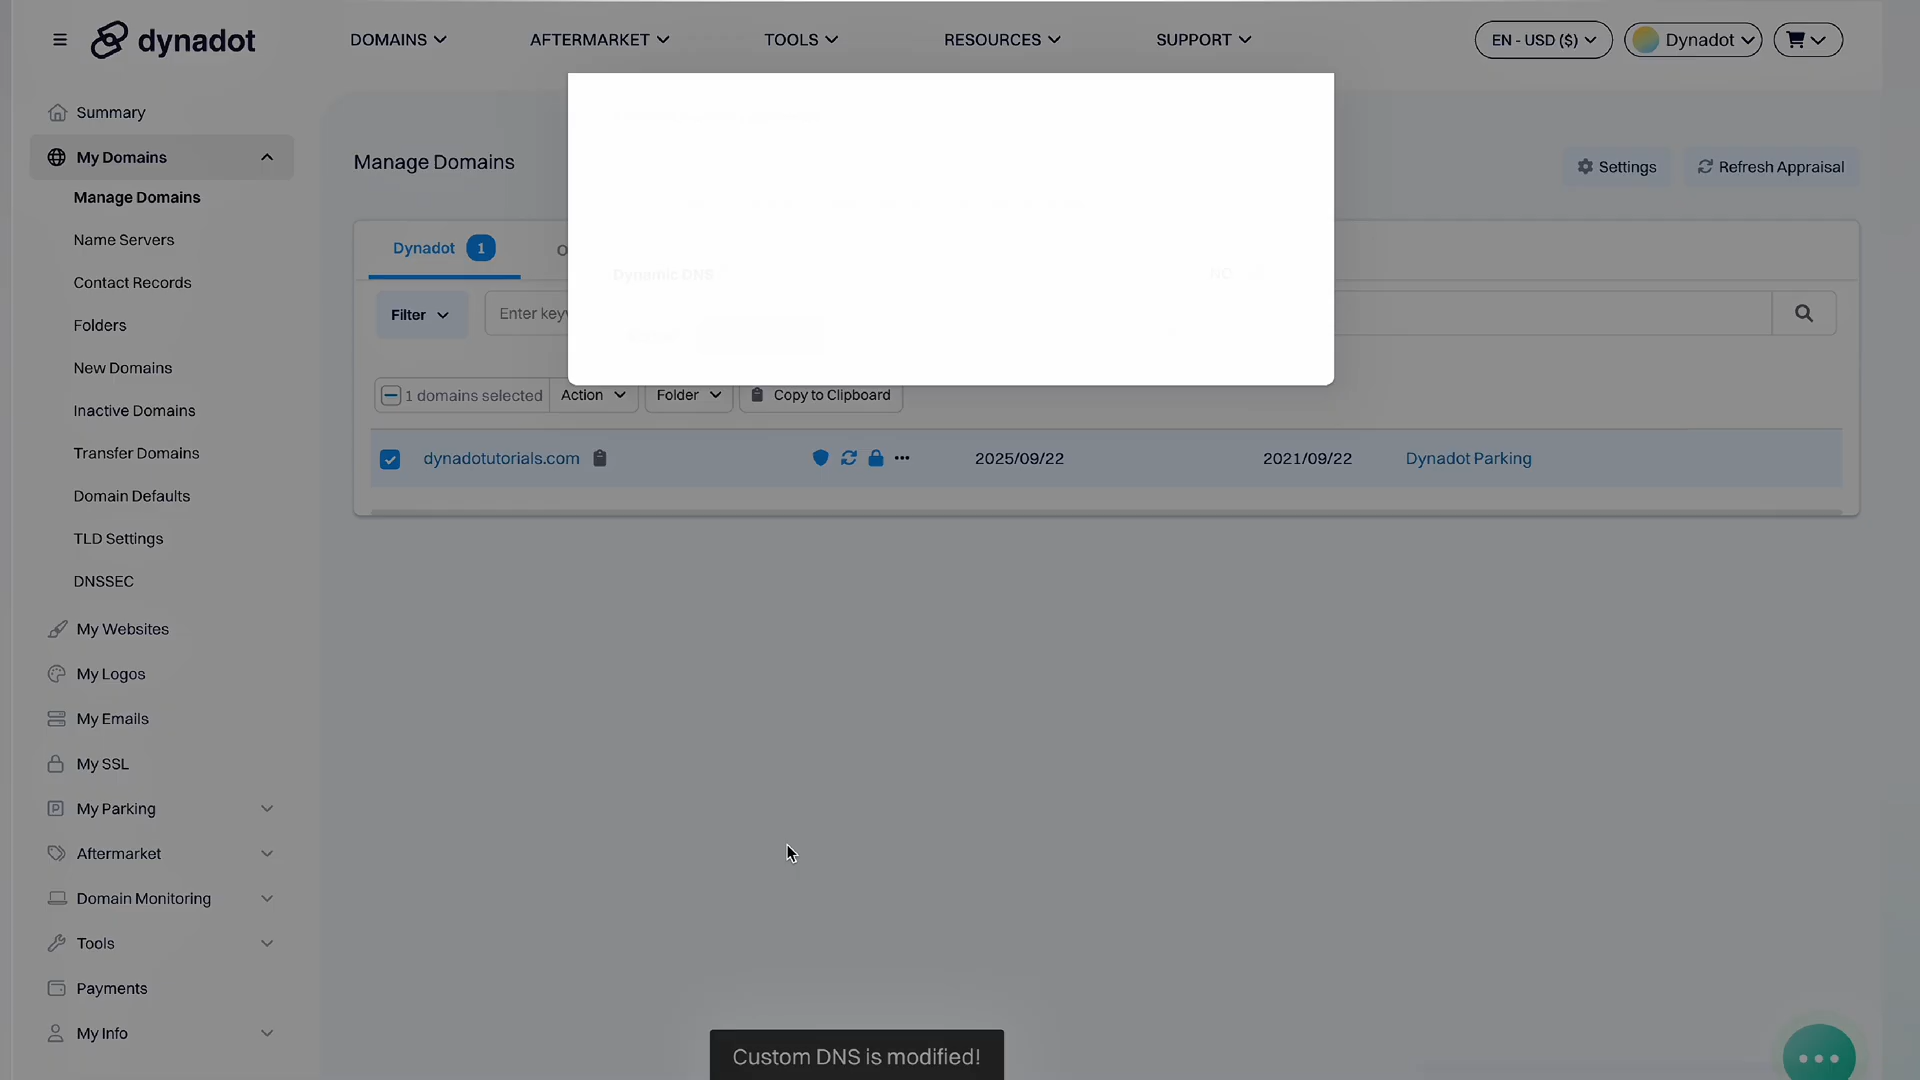 dynadot
DOMAINS
AFTERMARKET
TOOLS
RESOURCES
SUPPORT
EN - USD ($)
Dynadot
Summary
My Domains
Manage Domains
Name Servers
Contact Records
Folders
New Domains
Inactive Domains
Transfer Domains
Domain Defaults
TLD Settings
DNSSEC
My Websites
My Logos
My Emails
My SSL
My Parking
Aftermarket
Domain Monitoring
Tools
Payments
My Info
Manage Domains
Settings
Refresh Appraisal
Dynadot 1
Dynamic DNS
Filter
Enter key
1 domains selected
Action
Folder
Copy to Clipboard
dynadotutorials.com 2025/09/22 2021/09/22 Dynadot Parking
Custom DNS is modified!